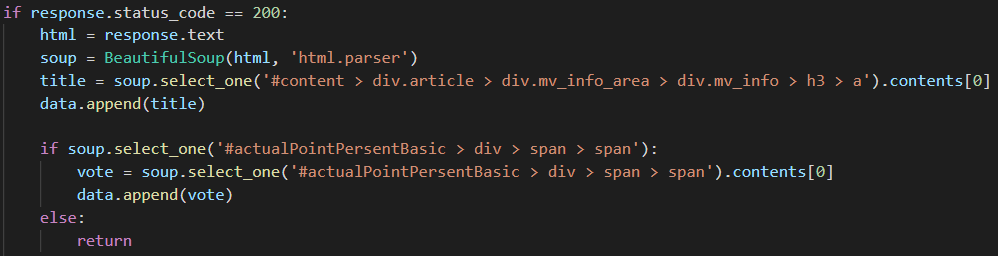 if response.status_code == 200:
    html = response.text
    soup = BeautifulSoup(html, 'html.parser')
    title = soup.select_one('#content > div.article > div.mv_info_area > div.mv_info > h3 > a').contents[0]
    data.append(title)

    if soup.select_one('#actualPointPersentBasic > div > span > span'):
        vote = soup.select_one('#actualPointPersentBasic > div > span > span').contents[0]
        data.append(vote)
    else:
        return